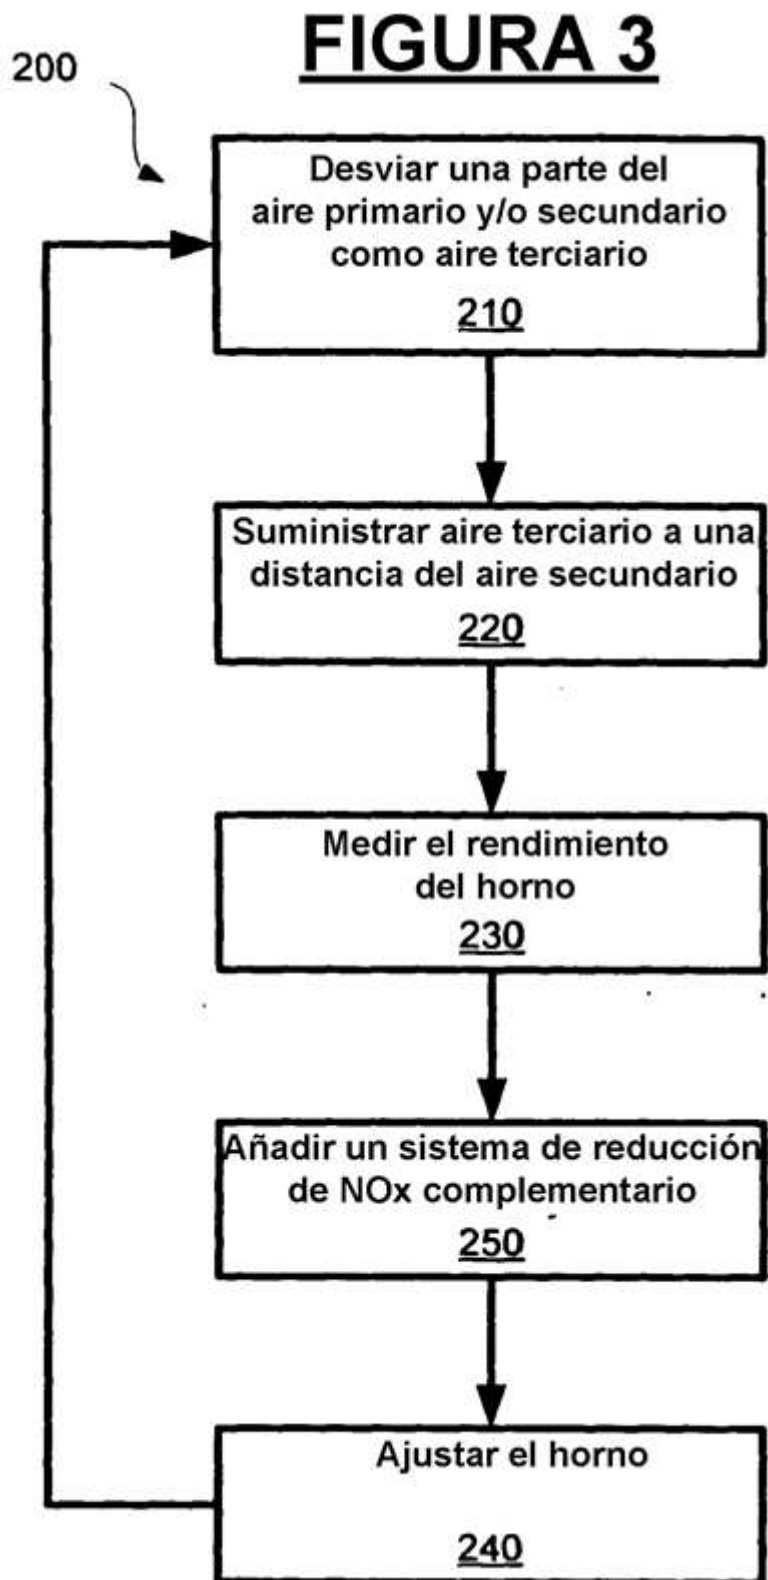 FIGURA 3
200
Desviar una parte del
aire primario y/o secundario
como aire terciario
210
Suministrar aire terciario a una
distancia del aire secundario
220
Medir el rendimiento
del horno
230
Añadir un sistema de reducción
de NOx complementario
250
Ajustar el horno
240